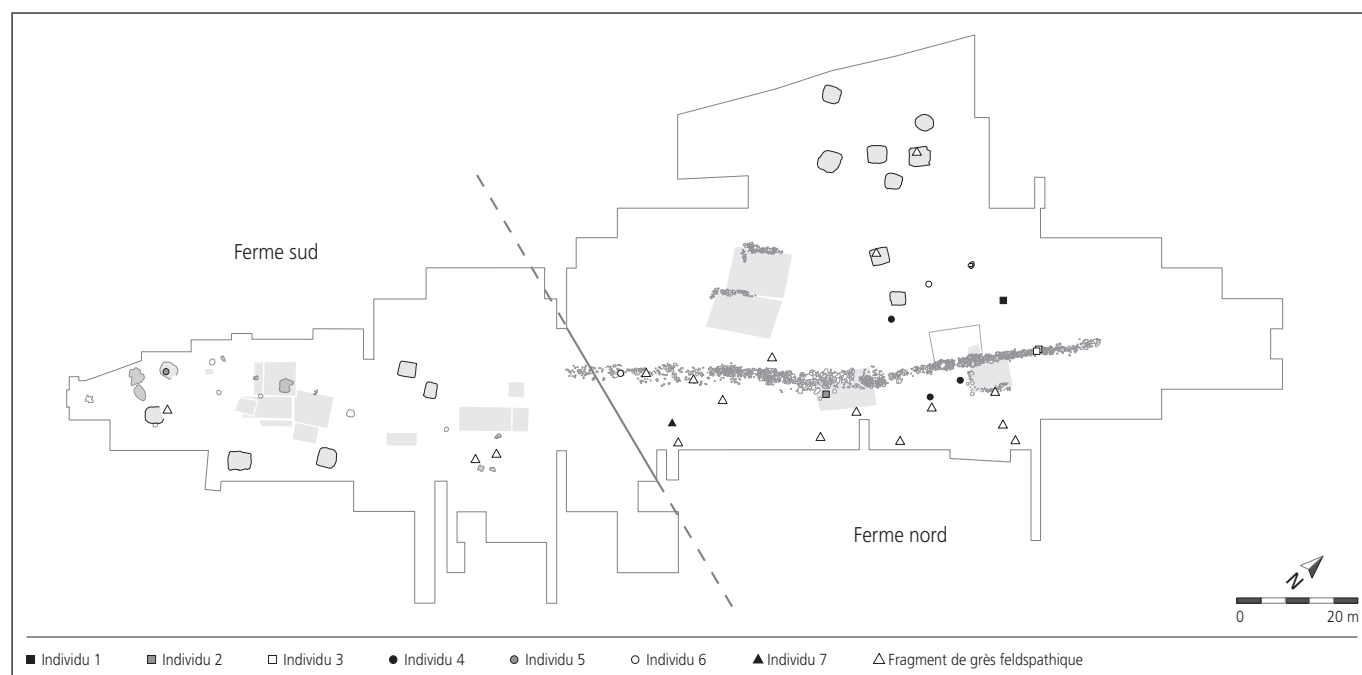 Ferme sud
Ferme nord
N
0 20 m
Individu 1 Individu 2 Individu 3 Individu 4 Individu 5 Individu 6 Individu 7 Fragment de grès feldspathique